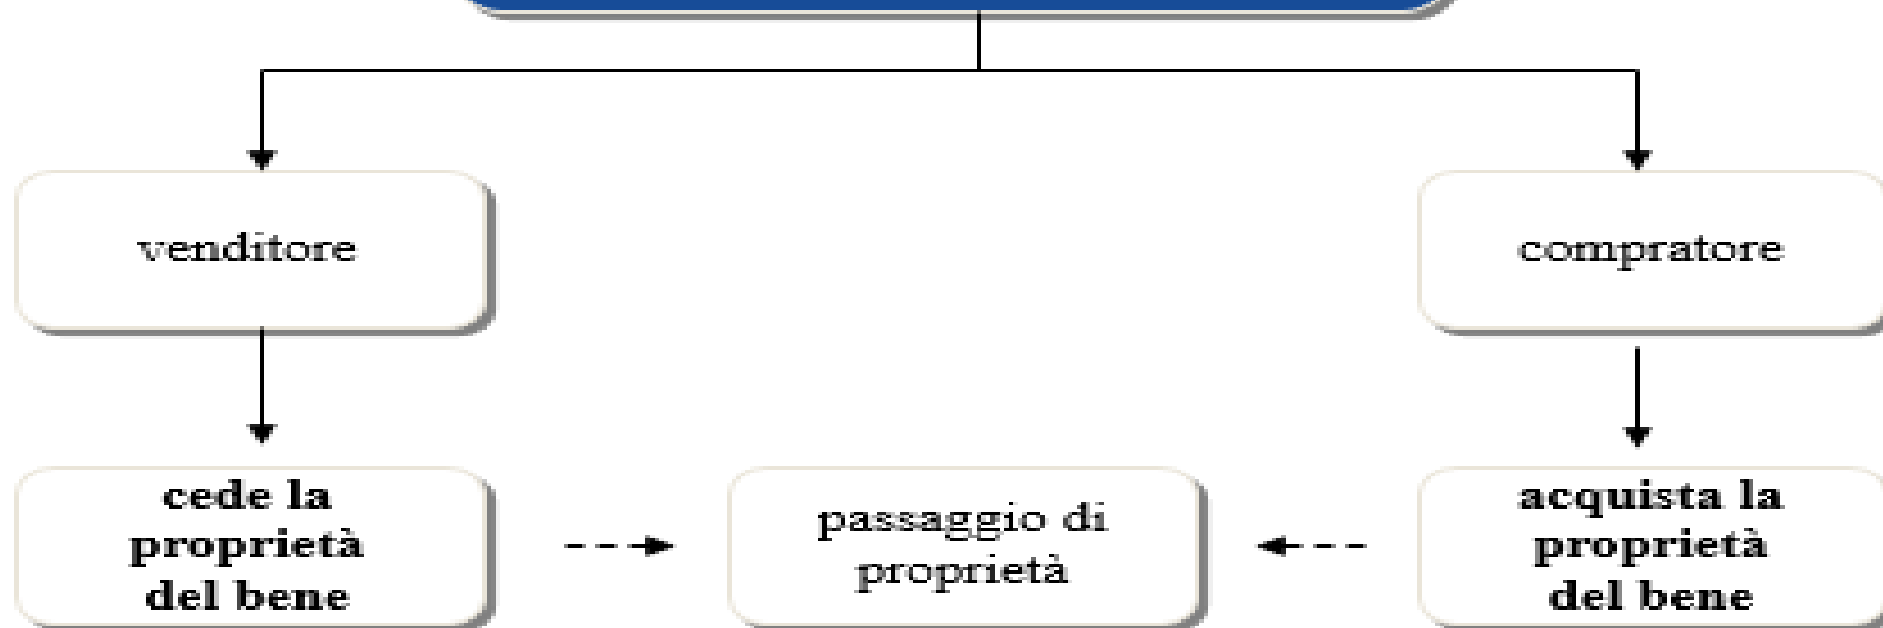 venditore
compratore
cede la
proprietà
del bene
passaggio di
proprietà
acquista la
proprietà
del bene